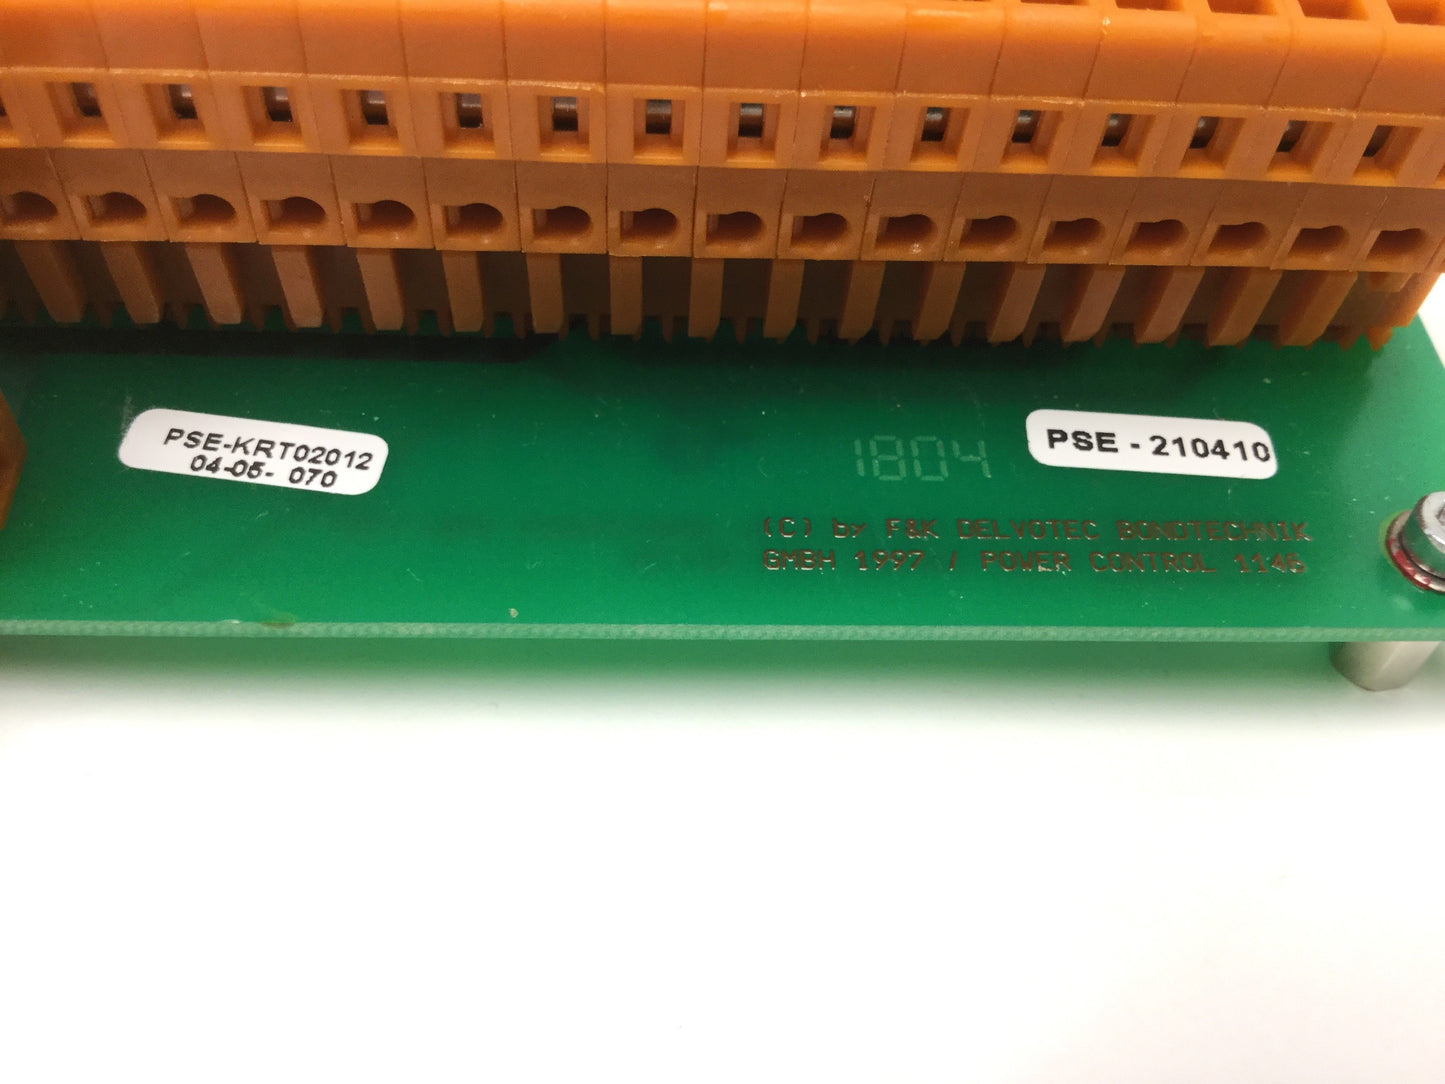 PSE-KRT02012
04-05- 070
1804
PSE - 210410
(C) by F&K DELVOTEC BONDTECHNIK
GMBH 1997 / POWER CONTROL 1146